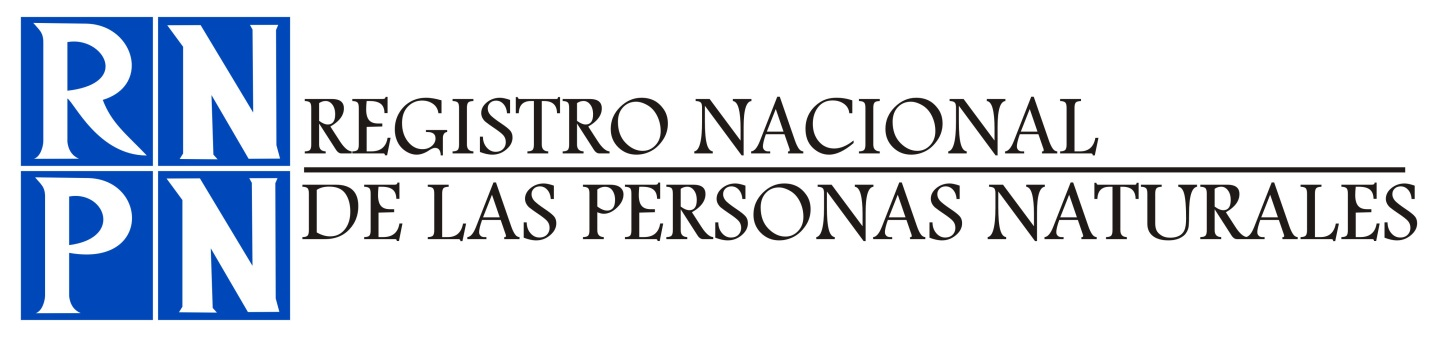 RN
PN
REGISTRO NACIONAL
DE LAS PERSONAS NATURALES